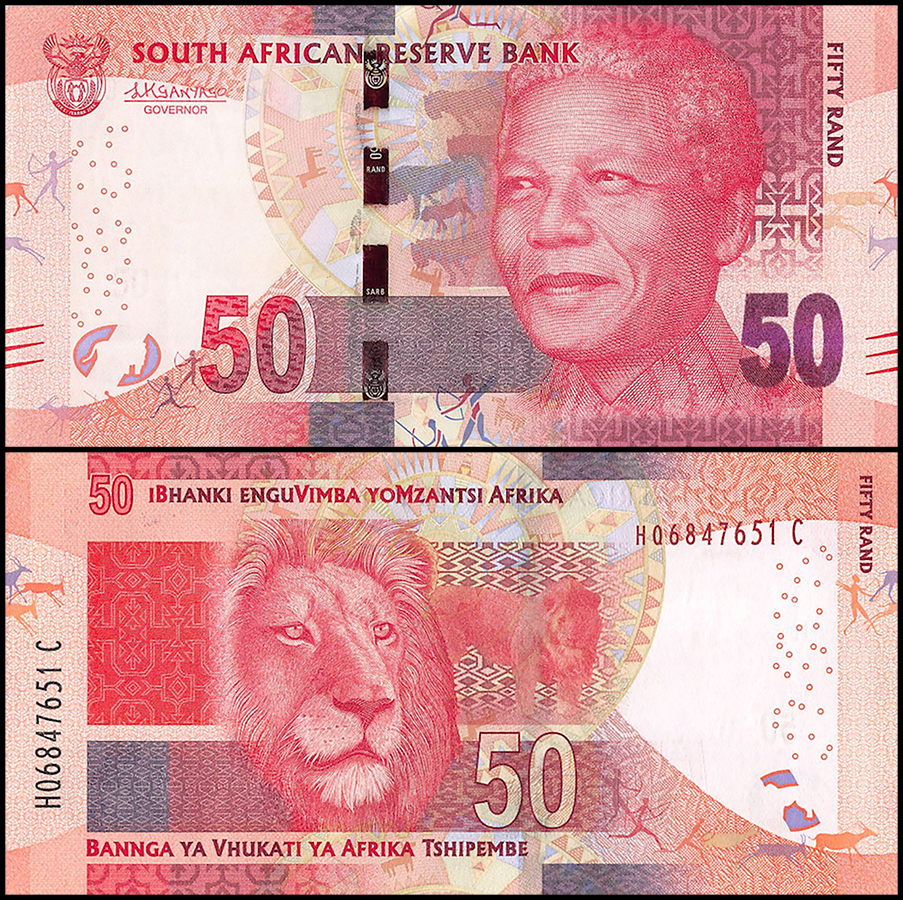 SOUTH AFRICAN RESERVE BANK
GOVERNOR
FIFTY RAND
50
RAND
SARB
50
50
50
iBHANKI ENGUVIMBA YOMZANTSI AFRIKA
HQ6847651 C
FIFTY RAND
HQ6847651 C
50
BANNGA YA VHUKATI YA AFRIKA TSHIPEMBE